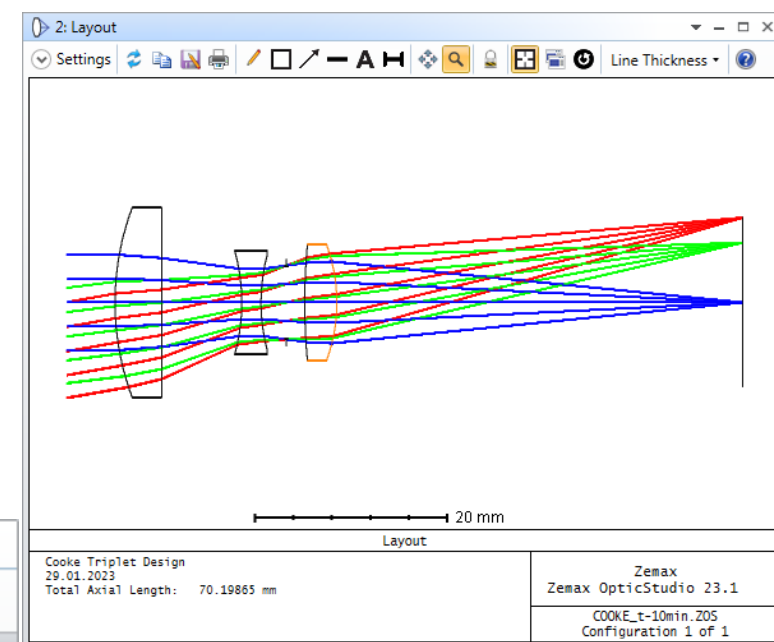 2: Layout
Settings A Line Thickness
20 mm
Layout
Cooke Triplet Design
29.01.2023
Total Axial Length: 70.19865 mm
Zemax
Zemax OpticStudio 23.1
COOKE_t-10min.ZOS
Configuration 1 of 1